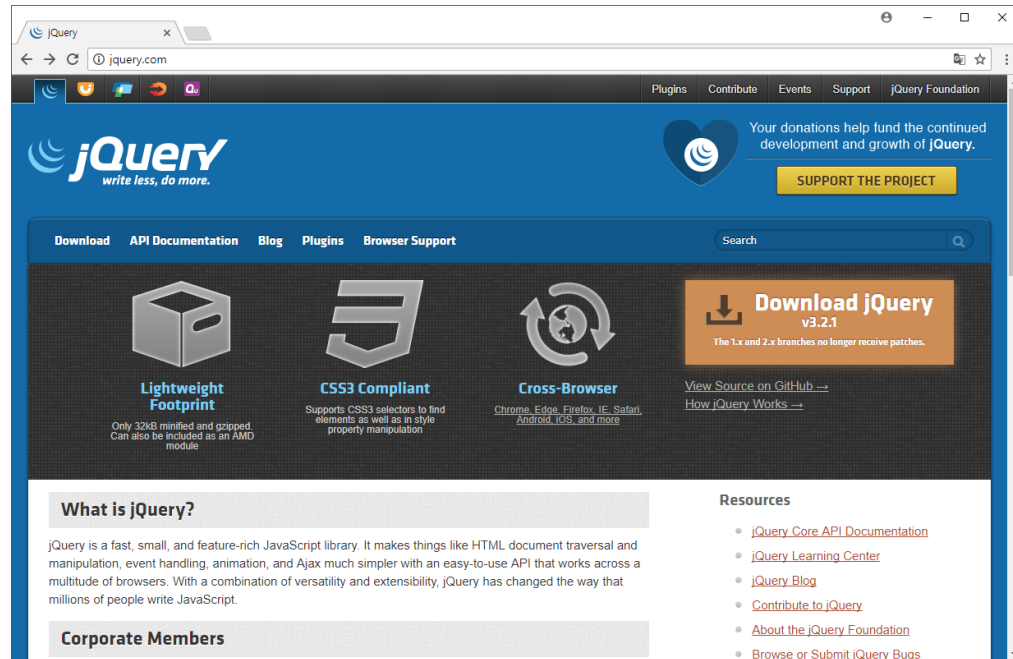 jQuery
jquery.com
Plugins Contribute Events Support jQuery Foundation
jQuery
write less, do more.
Your donations help fund the continued
development and growth of jQuery.
SUPPORT THE PROJECT
Download API Documentation Blog Plugins Browser Support
Search
Download jQuery
v3.2.1
The 1.x and 2.x branches no longer receive patches.
Lightweight
Footprint
Only 32kB minified and gzipped.
Can also be included as an AMD
module
CSS3 Compliant
Supports CSS3 selectors to find
elements as well as in style
property manipulation
Cross-Browser
Chrome, Edge, Firefox, IE, Safari,
Android, iOS, and more
View Source on GitHub →
How jQuery Works →
What is jQuery?
jQuery is a fast, small, and feature-rich JavaScript library. It makes things like HTML document traversal and
manipulation, event handling, animation, and Ajax much simpler with an easy-to-use API that works across a
multitude of browsers. With a combination of versatility and extensibility, jQuery has changed the way that
millions of people write JavaScript.
Corporate Members
Resources
jQuery Core API Documentation
jQuery Learning Center
jQuery Blog
Contribute to jQuery
About the jQuery Foundation
Browse or Submit jQuery Bugs